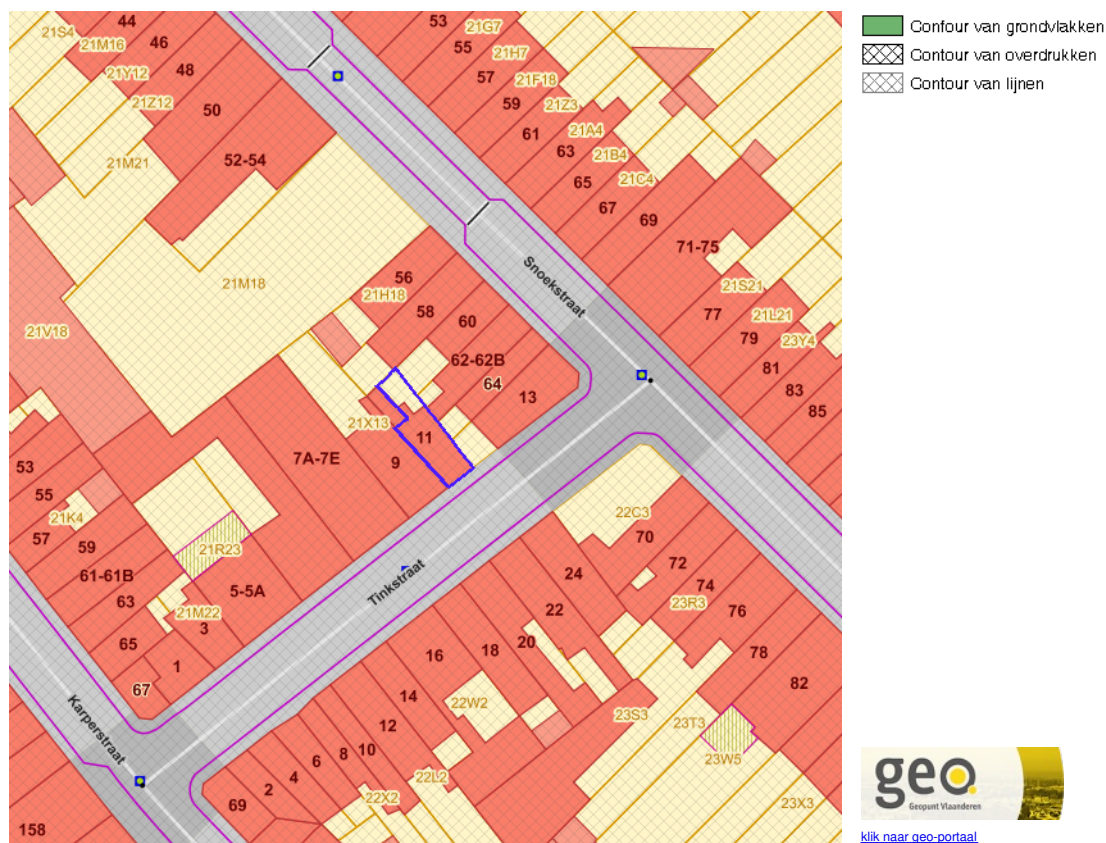 44
46
48
50
52-54
21S4
21M16
21Y12
21Z12
21M21
53
55
57
59
61
63
65
67
69
71-75
21G7
21H7
21F18
21Z3
21A4
21B4
21C4
Snoekstraat
21M18
21V18
56
21H18
58
60
62-62B
64
13
21S21
77
21L21
79
23Y4
81
83
85
21X13
11
9
7A-7E
53
55
21K4
57
59
61-61B
63
65
67
21R23
5-5A
21M22
3
1
Tinkstraat
Karperstraat
22C3
70
72
74
23R3
76
78
82
24
22
20
18
16
14
12
10
8
6
4
2
69
22W2
22L2
22X2
23S3
23T3
23W5
23X3
158
Contour van grondvlakken
Contour van overdrukken
Contour van lijnen
geo
Geopunt Vlaanderen
klik naar geo-portaal